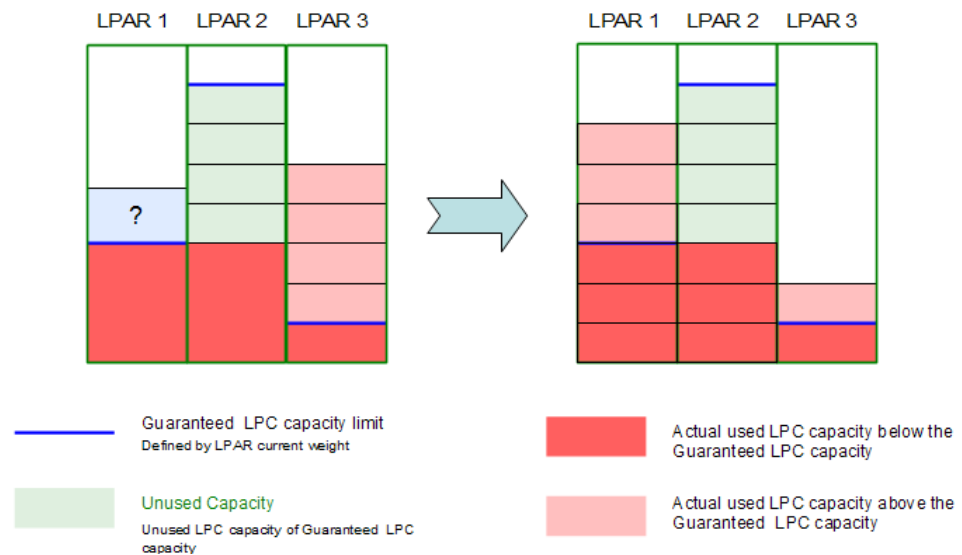 LPAR 1 LPAR 2 LPAR 3
LPAR 1 LPAR 2 LPAR 3
?
Guaranteed LPC capacity limit
Defined by LPAR current weight
Unused Capacity
Unused LPC capacity of Guaranteed LPC
capacity
Actual used LPC capacity below the
Guaranteed LPC capacity
Actual used LPC capacity above the
Guaranteed LPC capacity